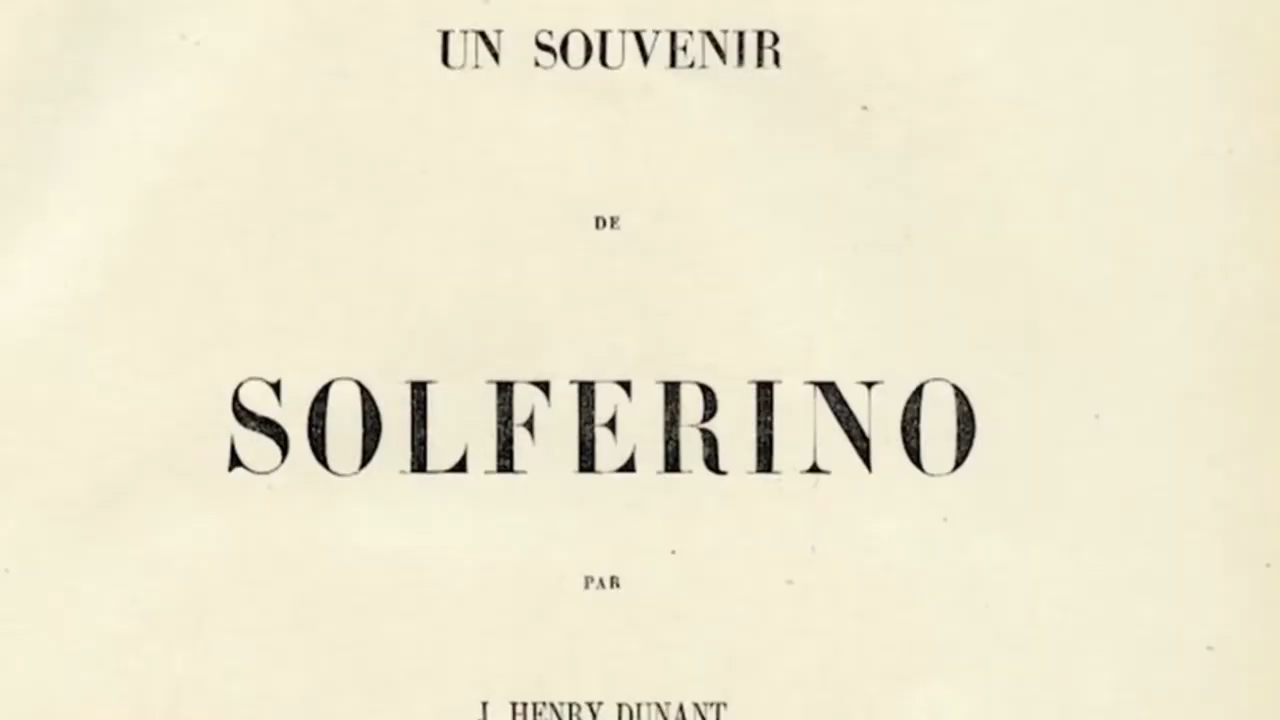 UN SOUVENIR
DE
SOLFERINO
PAR
J. HENRY DUNANT